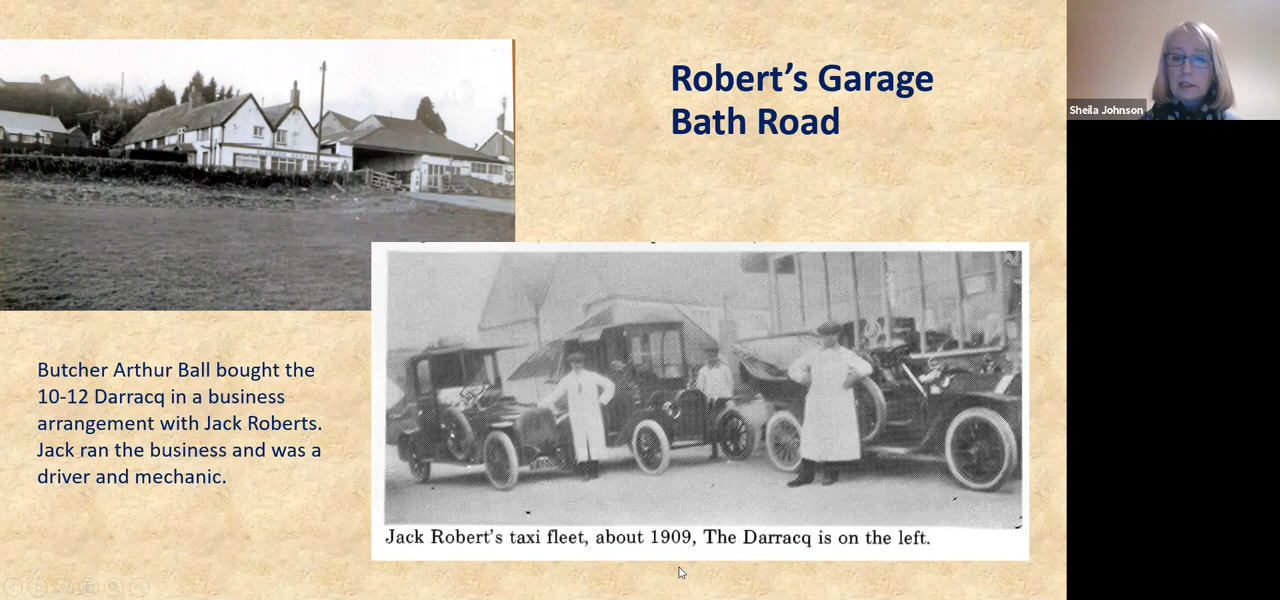 Robert’s Garage
Bath Road
Sheila Johnson
Butcher Arthur Ball bought the
10-12 Darracq in a business
arrangement with Jack Roberts.
Jack ran the business and was a
driver and mechanic.
Jack Robert's taxi fleet, about 1909, The Darracq is on the left.